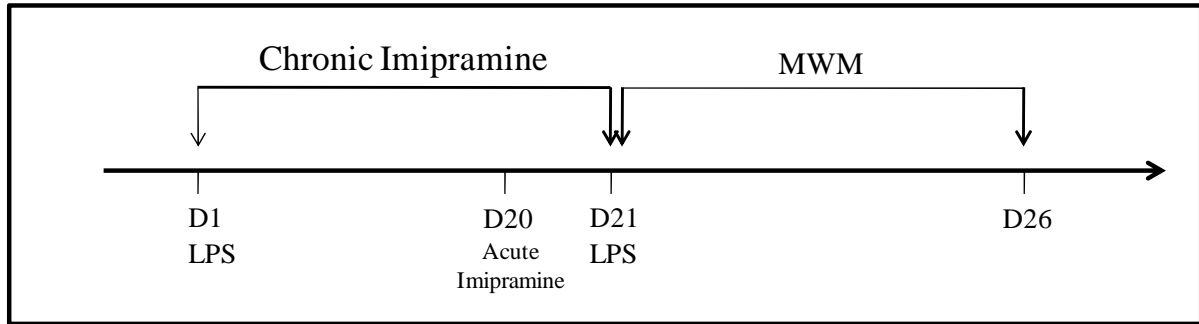 Chronic Imipramine
MWM
D1
LPS
D20
Acute
Imipramine
D21
LPS
D26